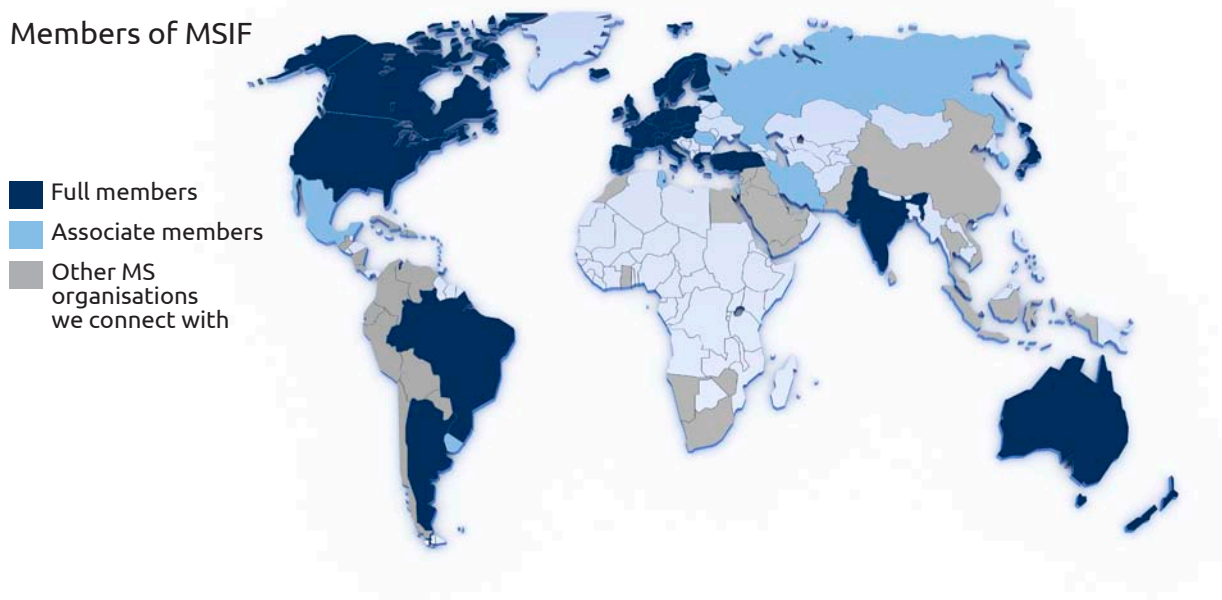 Members of MSIF
Full members
Associate members
Other MS
organisations
we connect with